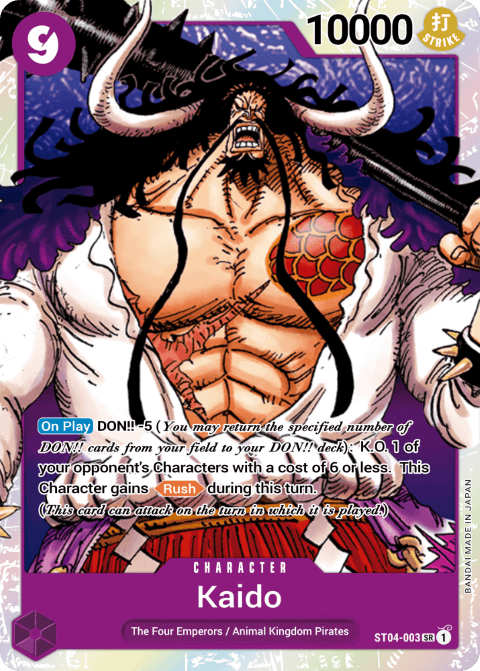 9
10000 打
STRIKE
On Play DON!! -5 (You may return the specified number of
DON!! cards from your field to your DON!! deck): K.O. 1 of
your opponent's Characters with a cost of 6 or less. This
Character gains Rush during this turn.
(This card can attack on the turn in which it is played.)
BANDAI MADE IN JAPAN
CHARACTER
Kaido
The Four Emperors / Animal Kingdom Pirates
ST04-003 SR 1